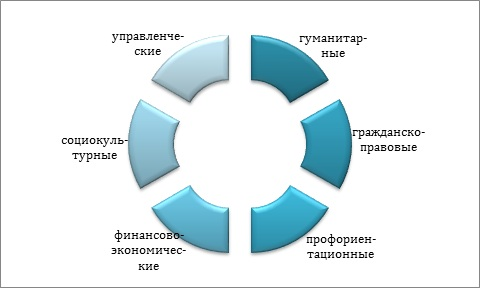 управленче-
ские
гуманитар-
ные
социокуль-
турные
гражданско-
правовые
финансово-
экономичес-
кие
профориен-
тационные